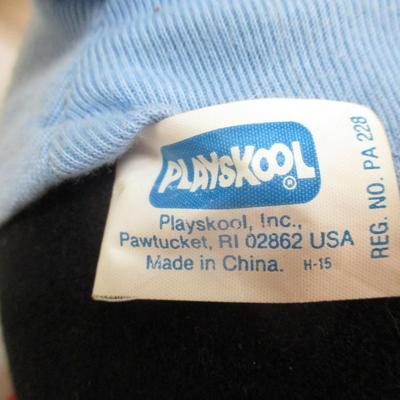 PLAYSKOOL®
Playskool, Inc.,
Pawtucket, RI 02862 USA
Made in China. H-15
REG. NO. PA 228